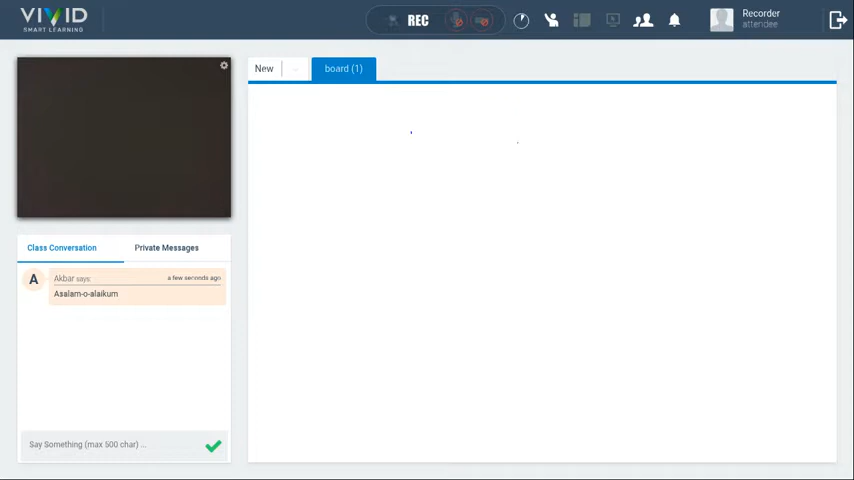 VIVID
SMART LEARNING
REC
Recorder
attendee
New
board (1)
Class Conversation
Private Messages
A
Akbar says:
a few seconds ago
Asalam-o-alaikum
Say Something (max 500 char) ...